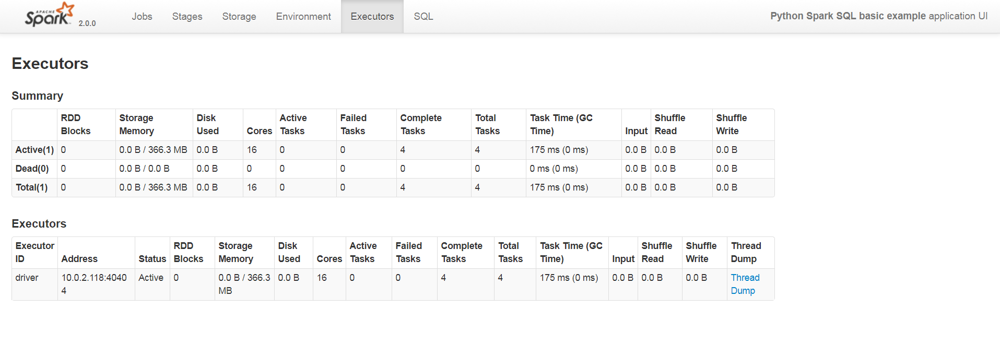 APACHE
Spark 2.0.0 Jobs Stages Storage Environment Executors SQL Python Spark SQL basic example application UI
Executors
Summary
RDD Blocks Storage Memory Disk Used Cores Active Tasks Failed Tasks Complete Tasks Total Tasks Task Time (GC Time) Input Shuffle Read Shuffle Write
Active(1) 0 0.0 B / 366.3 MB 0.0 B 16 0 0 4 4 175 ms (0 ms) 0.0 B 0.0 B 0.0 B
Dead(0) 0 0.0 B / 0.0 B 0.0 B 0 0 0 0 0 0 ms (0 ms) 0.0 B 0.0 B 0.0 B
Total(1) 0 0.0 B / 366.3 MB 0.0 B 16 0 0 4 4 175 ms (0 ms) 0.0 B 0.0 B 0.0 B
Executors
Executor ID Address Status RDD Blocks Storage Memory Disk Used Cores Active Tasks Failed Tasks Complete Tasks Total Tasks Task Time (GC Time) Input Shuffle Read Shuffle Write Thread Dump
driver 10.0.2.118:40404 Active 0 0.0 B / 366.3 MB 0.0 B 16 0 0 4 4 175 ms (0 ms) 0.0 B 0.0 B 0.0 B Thread Dump